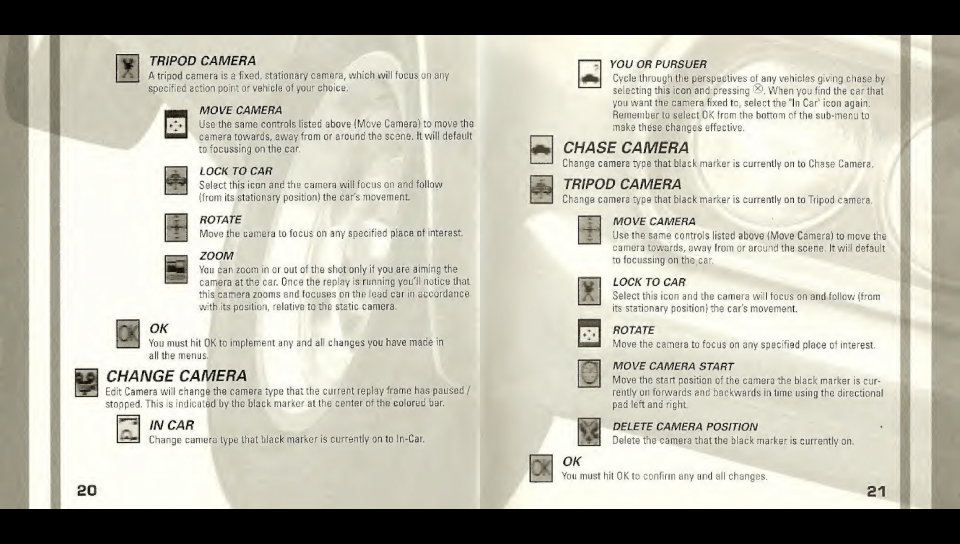 TRIPOD CAMERA
A tripod camera is a fixed, stationary camera, which will focus on any
specified action point or vehicle of your choice.
MOVE CAMERA
Use the same controls listed above (Move Camera) to move the
camera towards, away from or around the scene. It will default
to focussing on the car.
LOCK TO CAR
Select this icon and the camera will focus on and follow
(from its stationary position) the car's movement.
ROTATE
Move the camera to focus on any specified place of interest.
ZOOM
You can zoom in or out of the shot only if you are aiming the
camera at the car. Once the replay is running you'll notice that
this camera zooms and focuses on the lead car in accordance
with its position, relative to the static camera.
OK
OK
You must hit OK to implement any and all changes you have made in
all the menus.
CHANGE CAMERA
Edit Camera will change the camera type that the current replay frame has paused /
stopped. This is indicated by the black marker at the center of the colored bar.
IN CAR
Change camera type that black marker is currently on to In-Car.
20
YOU OR PURSUER
Cycle through the perspectives of any vehicles giving chase by
selecting this icon and pressing ⊗. When you find the car that
you want the camera fixed to, select the "In Car" icon again.
Remember to select OK from the bottom of the sub-menu to
make these changes effective.
CHASE CAMERA
Change camera type that black marker is currently on to Chase Camera.
TRIPOD CAMERA
Change camera type that black marker is currently on to Tripod camera.
MOVE CAMERA
Use the same controls listed above (Move Camera) to move the
camera towards, away from or around the scene. It will default
to focussing on the car.
LOCK TO CAR
Select this icon and the camera will focus on and follow (from
its stationary position) the car's movement.
ROTATE
Move the camera to focus on any specified place of interest.
MOVE CAMERA START
Move the start position of the camera the black marker is cur-
rently on forwards and backwards in time using the directional
pad left and right.
DELETE CAMERA POSITION
Delete the camera that the black marker is currently on.
OK
OK
You must hit OK to confirm any and all changes.
21